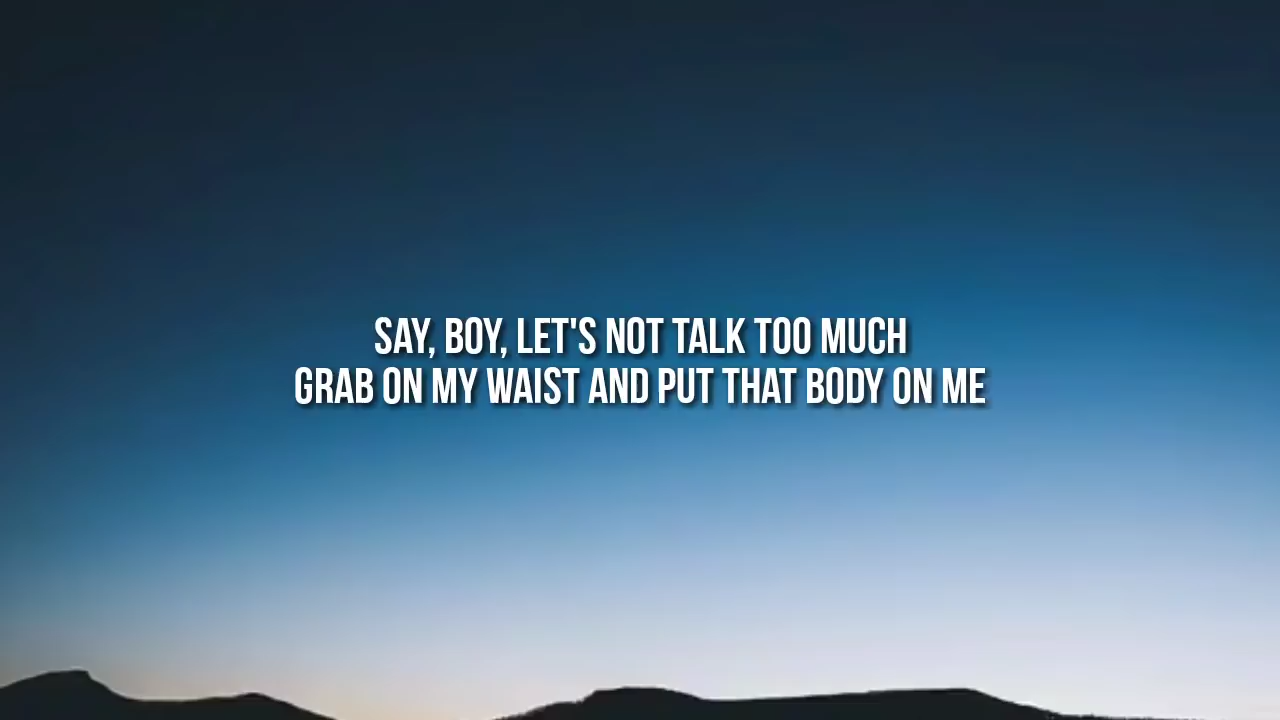 SAY, BOY, LET'S NOT TALK TOO MUCH
GRAB ON MY WAIST AND PUT THAT BODY ON ME